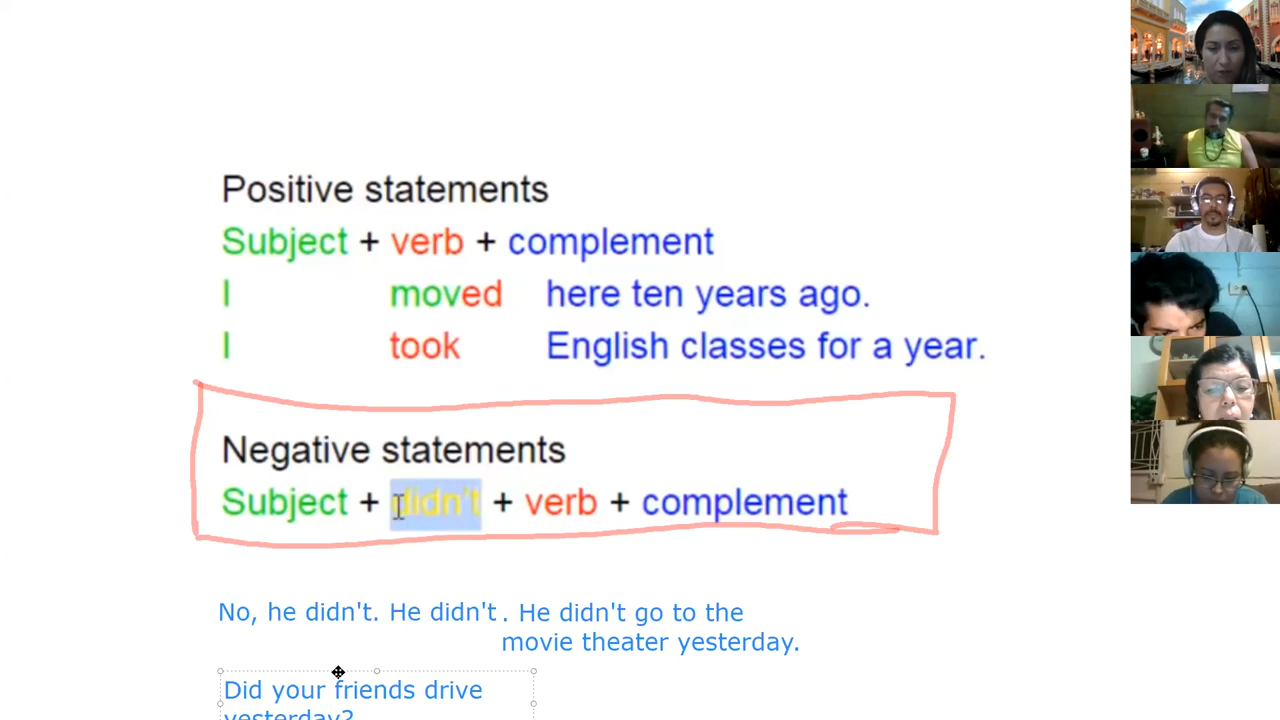 Positive statements
Subject + verb + complement
I moved here ten years ago.
I took English classes for a year.
Negative statements
Subject + didn't + verb + complement
No, he didn't. He didn't . He didn't go to the
movie theater yesterday.
Did your friends drive
yesterday?